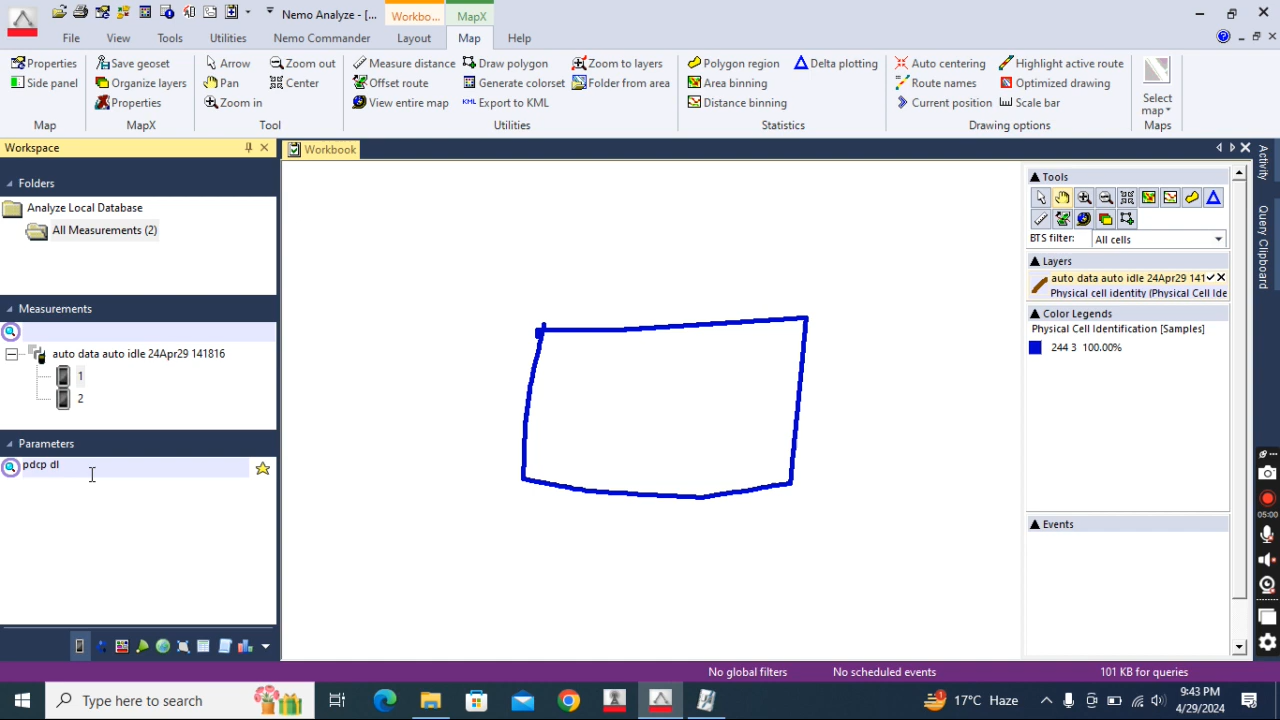 Nemo Analyze - [...
Workbo...
MapX
File
View
Tools
Utilities
Nemo Commander
Layout
Map
Help
Properties
Side panel
Map
Save geoset
Organize layers
Properties
MapX
Arrow
Pan
Zoom in
Zoom out
Center
Tool
Measure distance
Offset route
View entire map
Draw polygon
Generate colorset
KML Export to KML
Zoom to layers
Folder from area
Utilities
Polygon region
Area binning
Distance binning
Delta plotting
Statistics
Auto centering
Route names
Current position
Highlight active route
Optimized drawing
Scale bar
Drawing options
Select
map
Maps
Workspace
Folders
Analyze Local Database
All Measurements (2)
Measurements
auto data auto idle 24Apr29 141816
1
2
Parameters
pdcp dl
Workbook
Tools
BTS filter: All cells
Layers
auto data auto idle 24Apr29 141
Physical cell identity (Physical Cell Ide
Color Legends
Physical Cell Identification [Samples]
244 3 100.00%
Events
Activity
Query Clipboard
05:00
No global filters
No scheduled events
101 KB for queries
Type here to search
1
17°C Haze
3:43 PM
4/29/2024